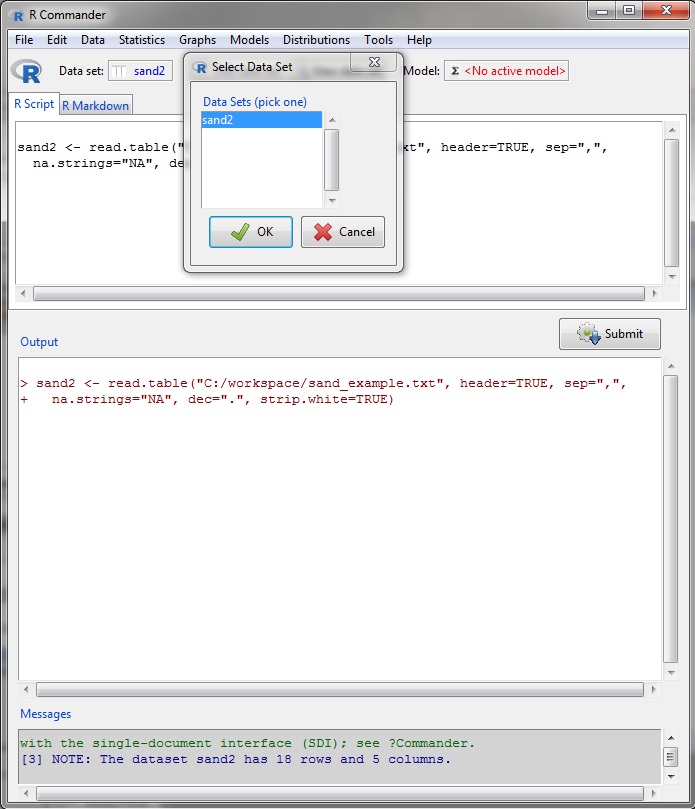 R Commander
File Edit Data Statistics Graphs Models Distributions Tools Help
Data set: sand2 Model: Σ <No active model>
Select Data Set
Data Sets (pick one)
sand2
OK Cancel
R Script R Markdown
sand2 <- read.table(" xt", header=TRUE, sep=",",
na.strings="NA", de
Submit
Output
> sand2 <- read.table("C:/workspace/sand_example.txt", header=TRUE, sep=",",
+ na.strings="NA", dec=".", strip.white=TRUE)
Messages
with the single-document interface (SDI); see ?Commander.
[3] NOTE: The dataset sand2 has 18 rows and 5 columns.